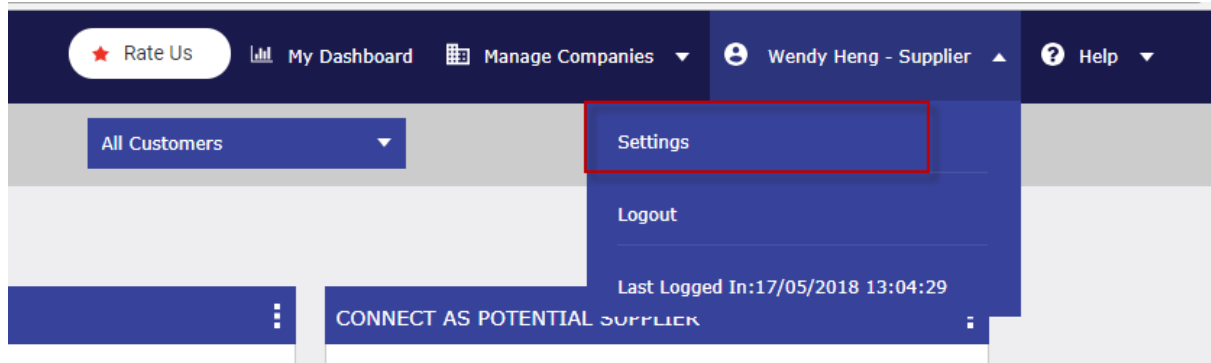 Rate Us
My Dashboard
Manage Companies
Wendy Heng - Supplier
Help
All Customers
Settings
Logout
Last Logged In:17/05/2018 13:04:29
CONNECT AS POTENTIAL SUPPLIER